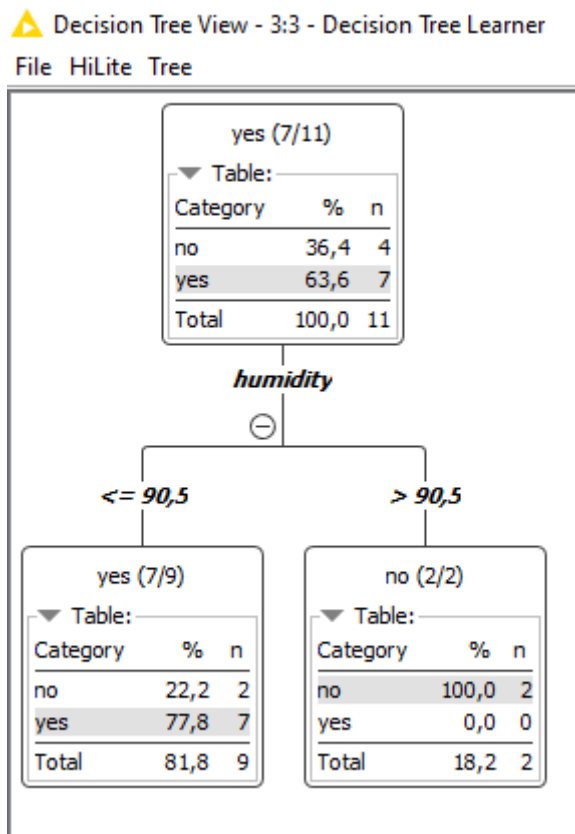 Decision Tree View - 3:3 - Decision Tree Learner
File HiLite Tree
yes (7/11)
Table:
Category % n
no 36,4 4
yes 63,6 7
Total 100,0 11
humidity
<= 90,5
> 90,5
yes (7/9)
Table:
Category % n
no 22,2 2
yes 77,8 7
Total 81,8 9
no (2/2)
Table:
Category % n
no 100,0 2
yes 0,0 0
Total 18,2 2